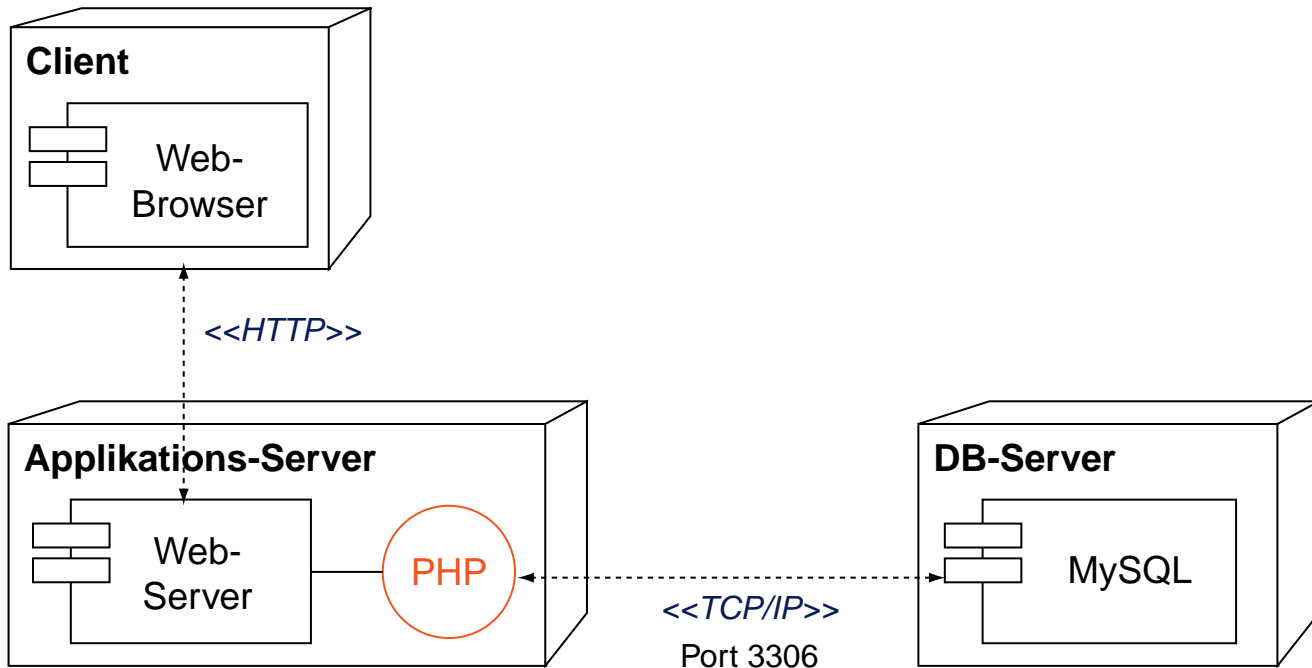 Client
Web-
Browser
<<HTTP>>
Applikations-Server
Web-
Server
PHP
<<TCP/IP>>
Port 3306
DB-Server
MySQL